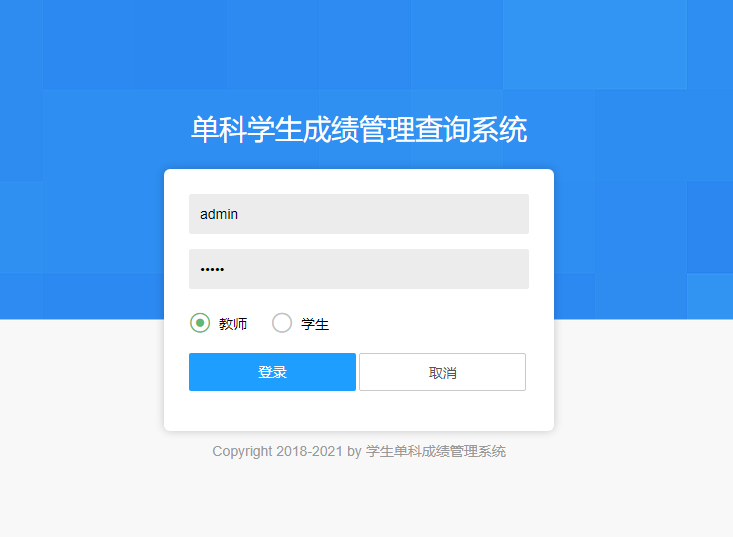 单科学生成绩管理查询系统
admin
•••••
教师 学生
登录 取消
Copyright 2018-2021 by 学生单科成绩管理系统